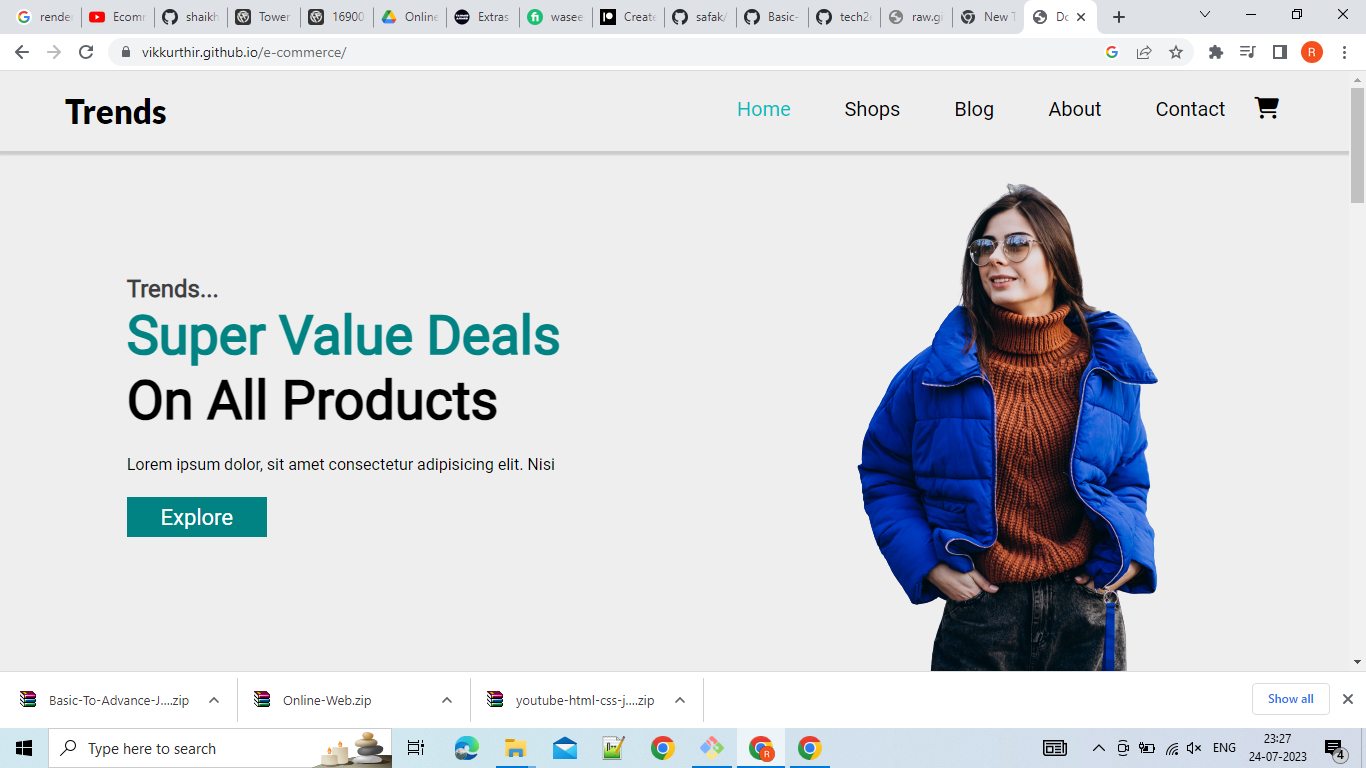 render
Ecomm
shaikh
Tower
16900
Online
Extras
wasee
Create
safak/
Basic-
tech2e
raw.gi
New T
Do
vikkurthir.github.io/e-commerce/
R
Trends
Home
Shops
Blog
About
Contact
Trends...
Super Value Deals
On All Products
Lorem ipsum dolor, sit amet consectetur adipisicing elit. Nisi
Explore
Basic-To-Advance-J....zip
Online-Web.zip
youtube-html-css-j....zip
Show all
Type here to search
R
ENG
23:27
24-07-2023
4